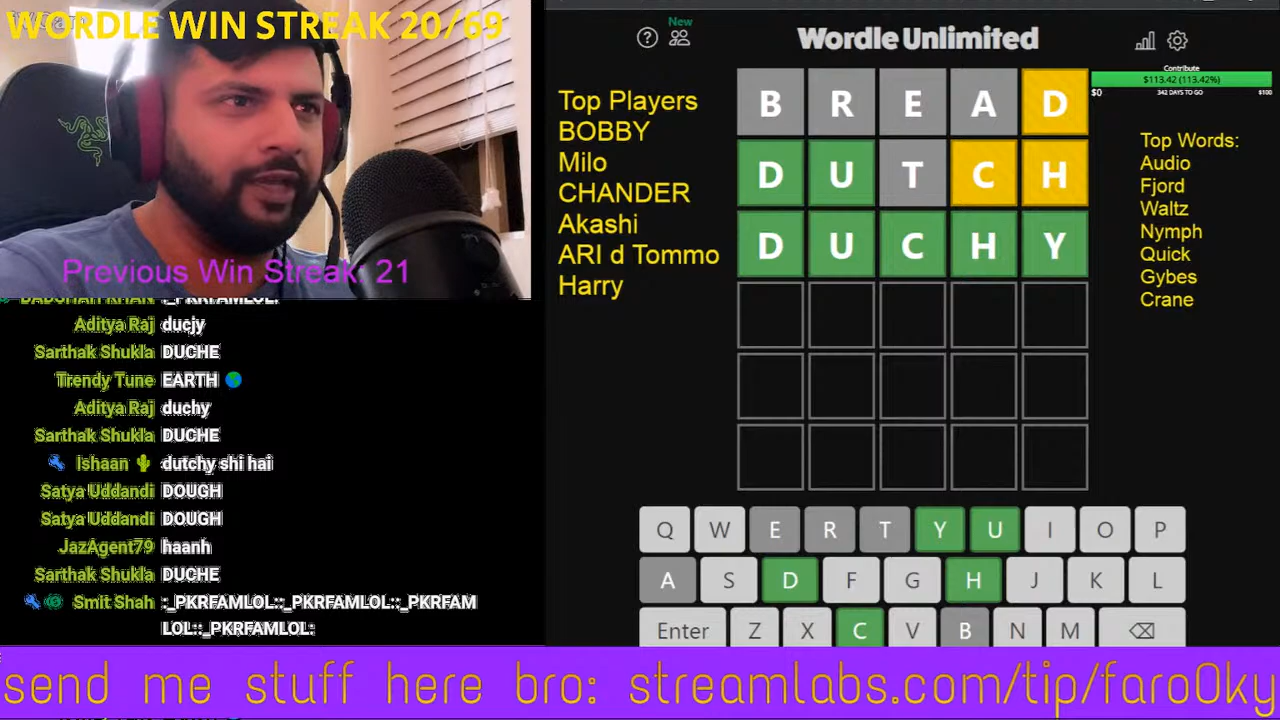 WORDLE WIN STREAK 20/69
Previous Win Streak: 21
:_PKRFAMLOL:
Aditya Raj ducjy
Sarthak Shukla DUCHE
Trendy Tune EARTH 🌎
Aditya Raj duchy
Sarthak Shukla DUCHE
Ishaan 🌵 dutchy shi hai
Satya Uddandi DOUGH
Satya Uddandi DOUGH
JazAgent79 haanh
Sarthak Shukla DUCHE
Smit Shah :_PKRFAMLOL::_PKRFAMLOL::_PKRFAM
LOL::_PKRFAMLOL:
New
Wordle Unlimited
Top Players
BOBBY
Milo
CHANDER
Akashi
ARI d Tommo
Harry
B R E A D
D U T C H
D U C H Y
Contribute
$113.42 (113.42%)
$0 342 DAYS TO GO $100
Top Words:
Audio
Fjord
Waltz
Nymph
Quick
Gybes
Crane
Q W E R T Y U I O P
A S D F G H J K L
Enter Z X C V B N M
send me stuff here bro: streamlabs.com/tip/faro0ky